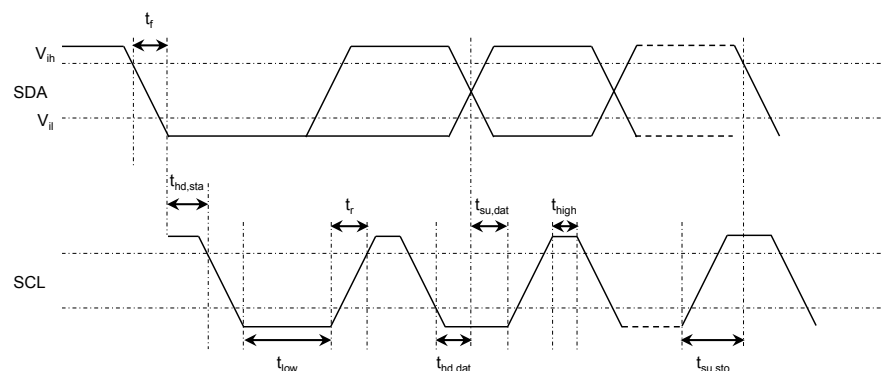 t_f
V_ih
SDA
V_il
t_hd,sta
t_r
t_su,dat
t_high
SCL
t_low
t_hd,dat
t_su,sto